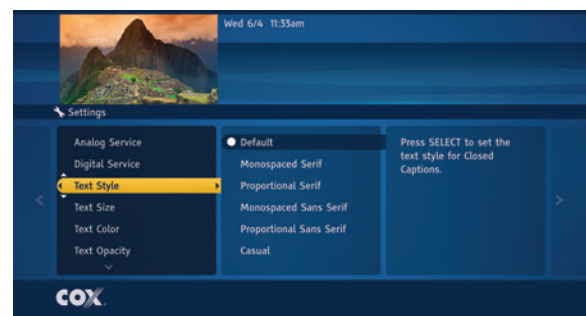 Wed 6/4 11:33am
Settings
Analog Service
Digital Service
Text Style
Text Size
Text Color
Text Opacity
Default
Monospaced Serif
Proportional Serif
Monospaced Sans Serif
Proportional Sans Serif
Casual
Press SELECT to set the
text style for Closed
Captions.
COX